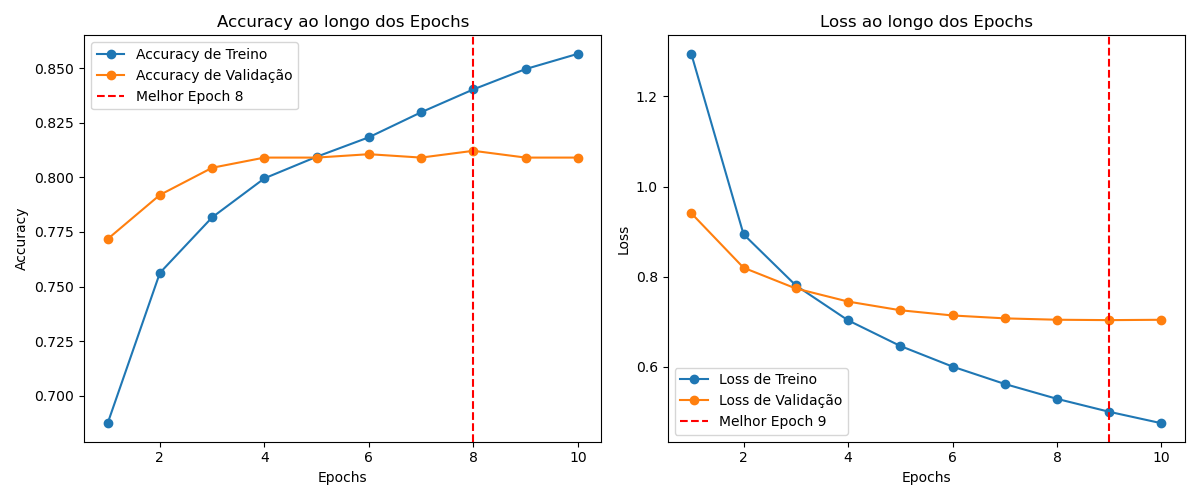 Accuracy ao longo dos Epochs
Accuracy de Treino
Accuracy de Validação
Melhor Epoch 8
0.850
0.825
0.800
0.775
0.750
0.725
0.700
Accuracy
2 4 6 8 10
Epochs
Loss ao longo dos Epochs
1.2
1.0
0.8
0.6
Loss
Loss de Treino
Loss de Validação
Melhor Epoch 9
2 4 6 8 10
Epochs